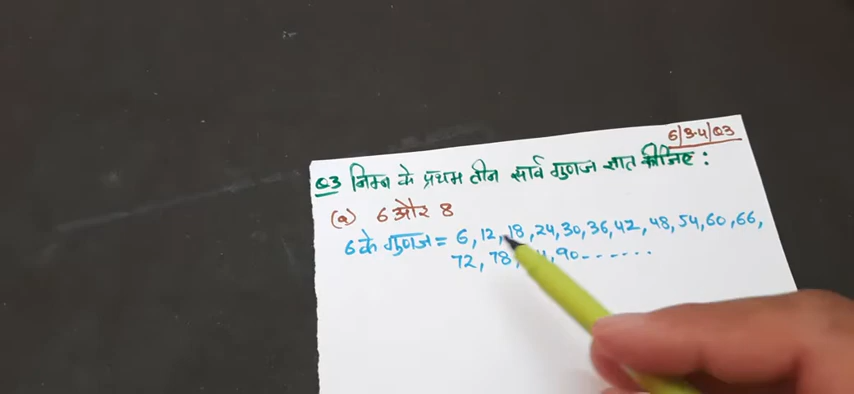 6/3.4/Q3
Q3 निम्न के प्रथम तीन सार्व गुणज ज्ञात कीजिए :
(a) 6 और 8
6 के गुणज = 6, 12, 18, 24, 30, 36, 42, 48, 54, 60, 66,
72, 78, 90 - - - - - -